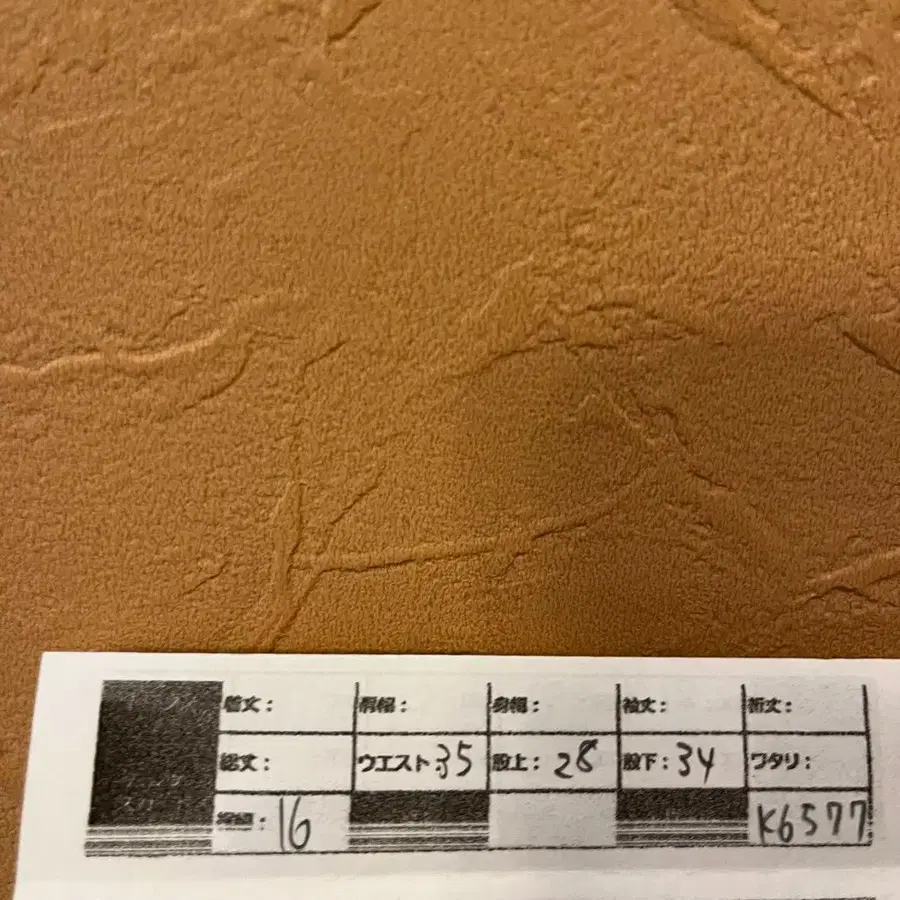 着丈： 肩幅： 身幅： 袖丈： 裄丈：
総丈： ウエスト：35 股上：28 股下：34 ワタリ：
裾幅：16 K6577